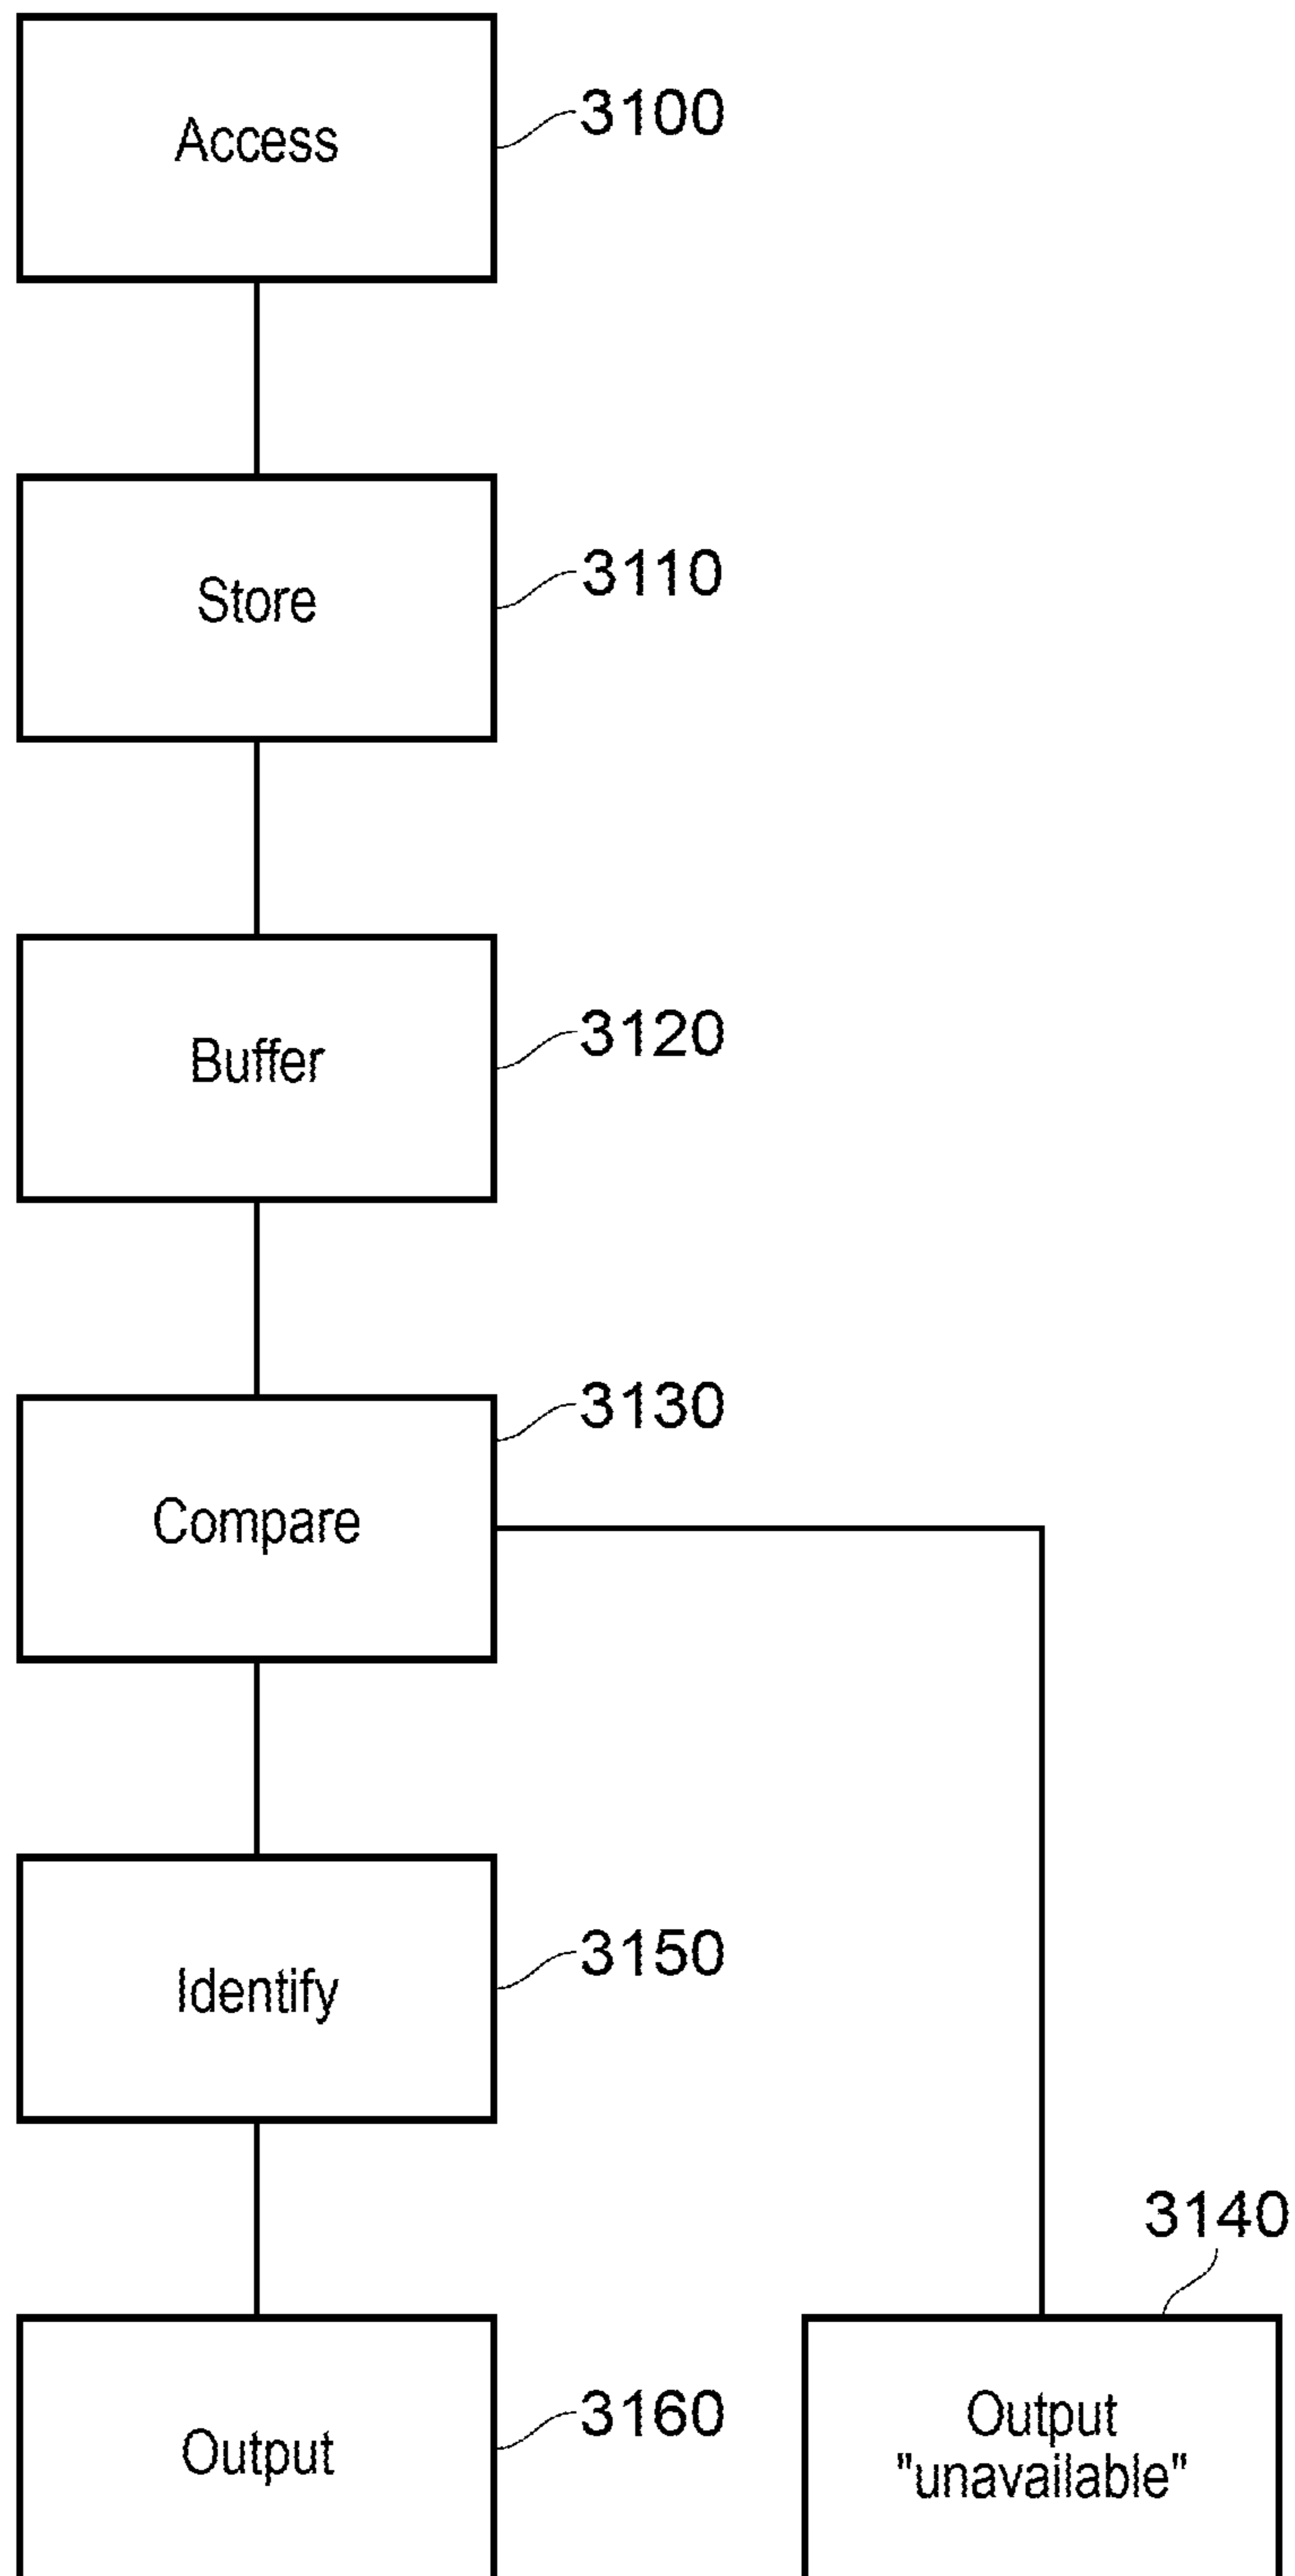 Access
3100
Store
3110
Buffer
3120
3130
Compare
Identify
3150
3140
Output
3160
Output
"unavailable"